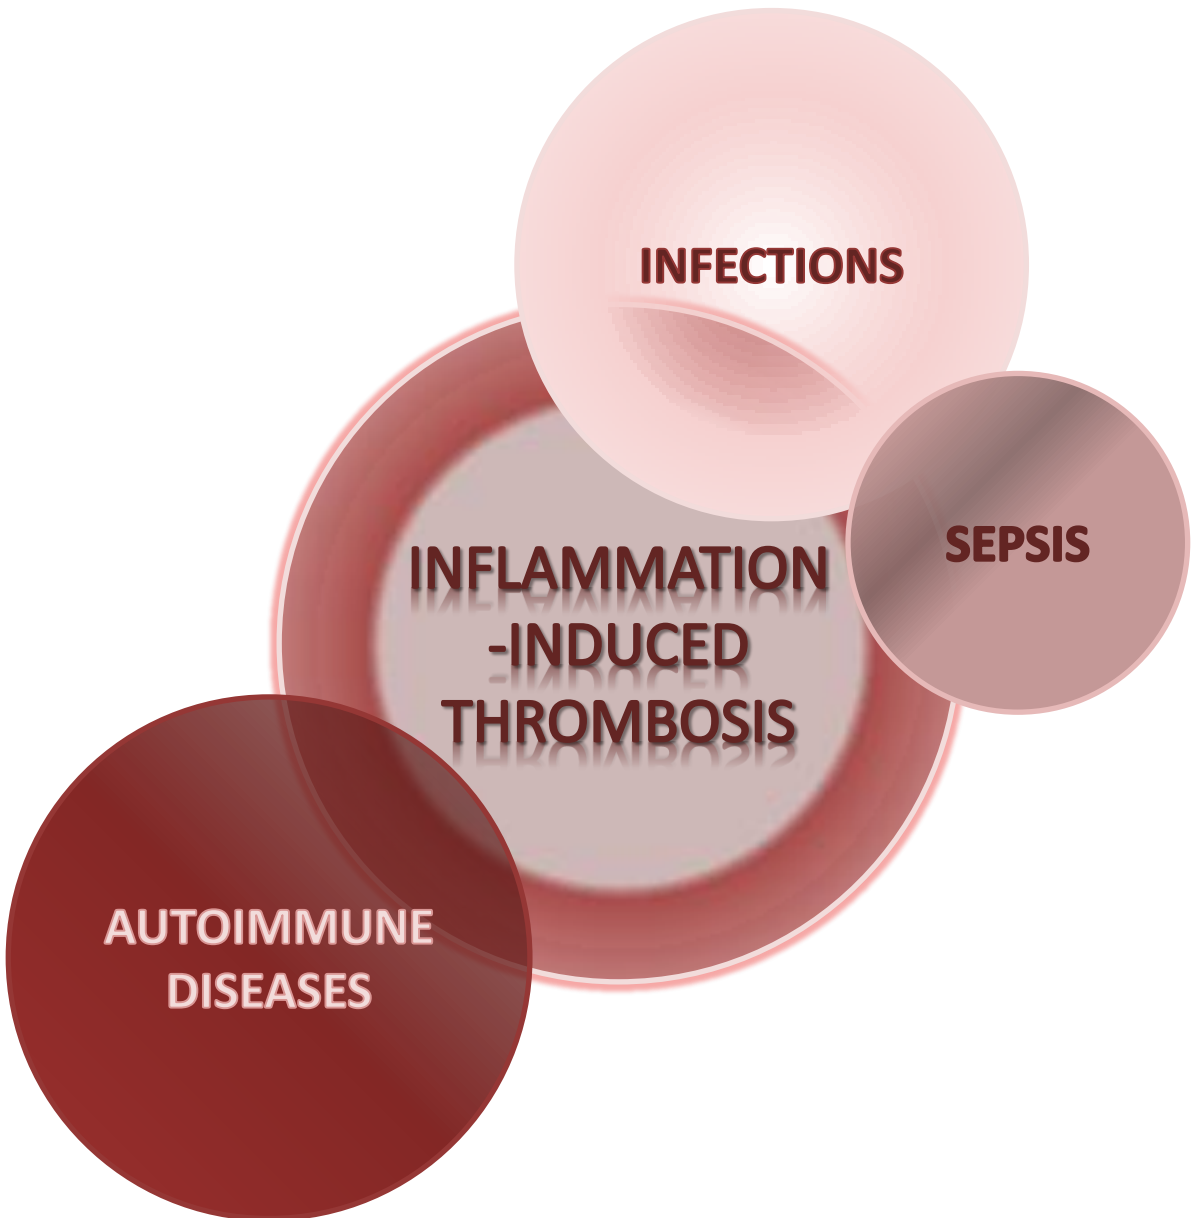 INFECTIONS
SEPSIS
INFLAMMATION
-INDUCED
THROMBOSIS
AUTOIMMUNE
DISEASES